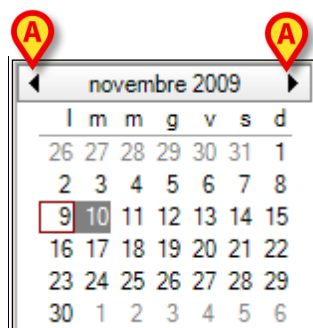 A A
novembre 2009
l m m g v s d
26 27 28 29 30 31 1
2 3 4 5 6 7 8
9 10 11 12 13 14 15
16 17 18 19 20 21 22
23 24 25 26 27 28 29
30 1 2 3 4 5 6